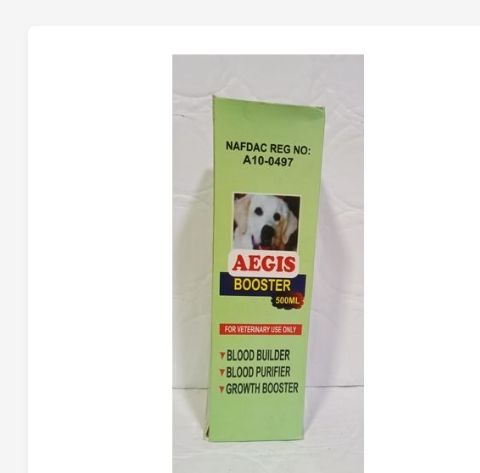 NAFDAC REG NO:
A10-0497
AEGIS
BOOSTER
500ML
FOR VETERINARY USE ONLY
BLOOD BUILDER
BLOOD PURIFIER
GROWTH BOOSTER